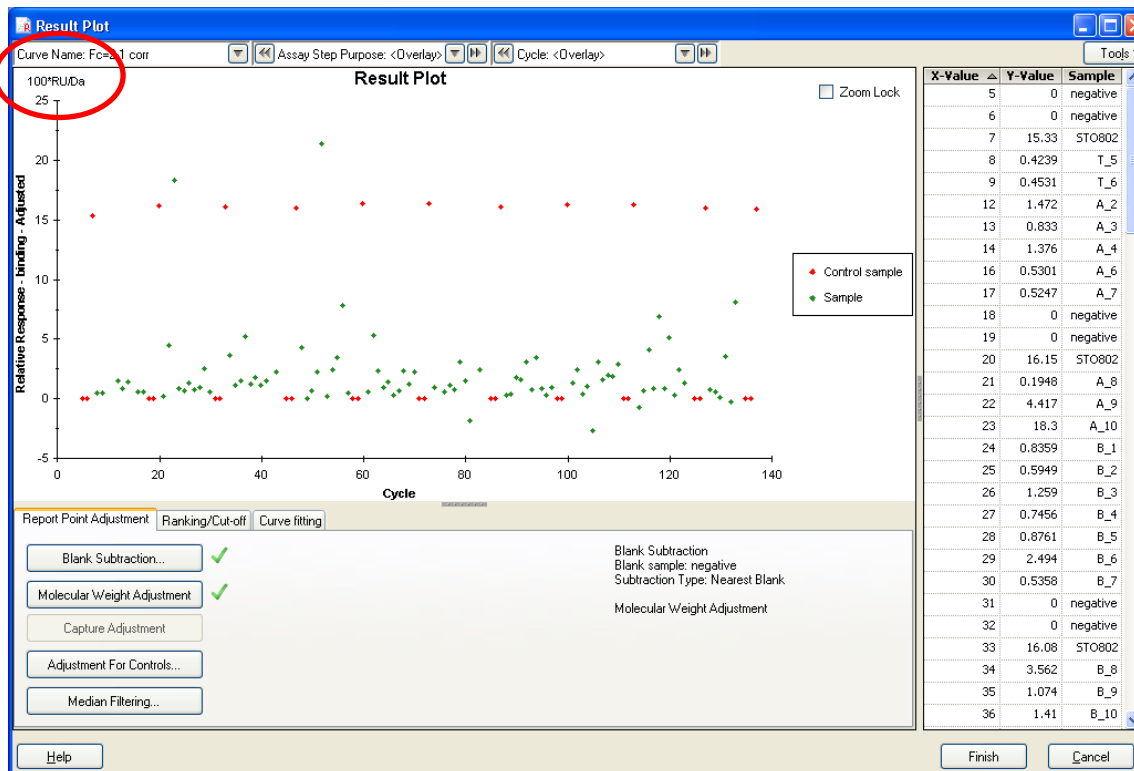 Result Plot
Curve Name: Fc=2-1 corr Assay Step Purpose: <Overlay> Cycle: <Overlay> Tools
100*RU/Da Result Plot
Zoom Lock
25
20
15
10
5
0
-5
0 20 40 60 80 100 120 140
Relative Response - binding - Adjusted
Cycle
Control sample
Sample
X-Value Y-Value Sample
5 0 negative
6 0 negative
7 15.33 STO802
8 0.4239 T_5
9 0.4531 T_6
12 1.472 A_2
13 0.833 A_3
14 1.376 A_4
16 0.5301 A_6
17 0.5247 A_7
18 0 negative
19 0 negative
20 16.15 STO802
21 0.1948 A_8
22 4.417 A_9
23 18.3 A_10
24 0.8359 B_1
25 0.5949 B_2
26 1.259 B_3
27 0.7456 B_4
28 0.8761 B_5
29 2.494 B_6
30 0.5358 B_7
31 0 negative
32 0 negative
33 16.08 STO802
34 3.562 B_8
35 1.074 B_9
36 1.41 B_10
Report Point Adjustment Ranking/Cut-off Curve fitting
Blank Subtraction...
Molecular Weight Adjustment
Capture Adjustment
Adjustment For Controls...
Median Filtering...
Blank Subtraction
Blank sample: negative
Subtraction Type: Nearest Blank
Molecular Weight Adjustment
Help Finish Cancel